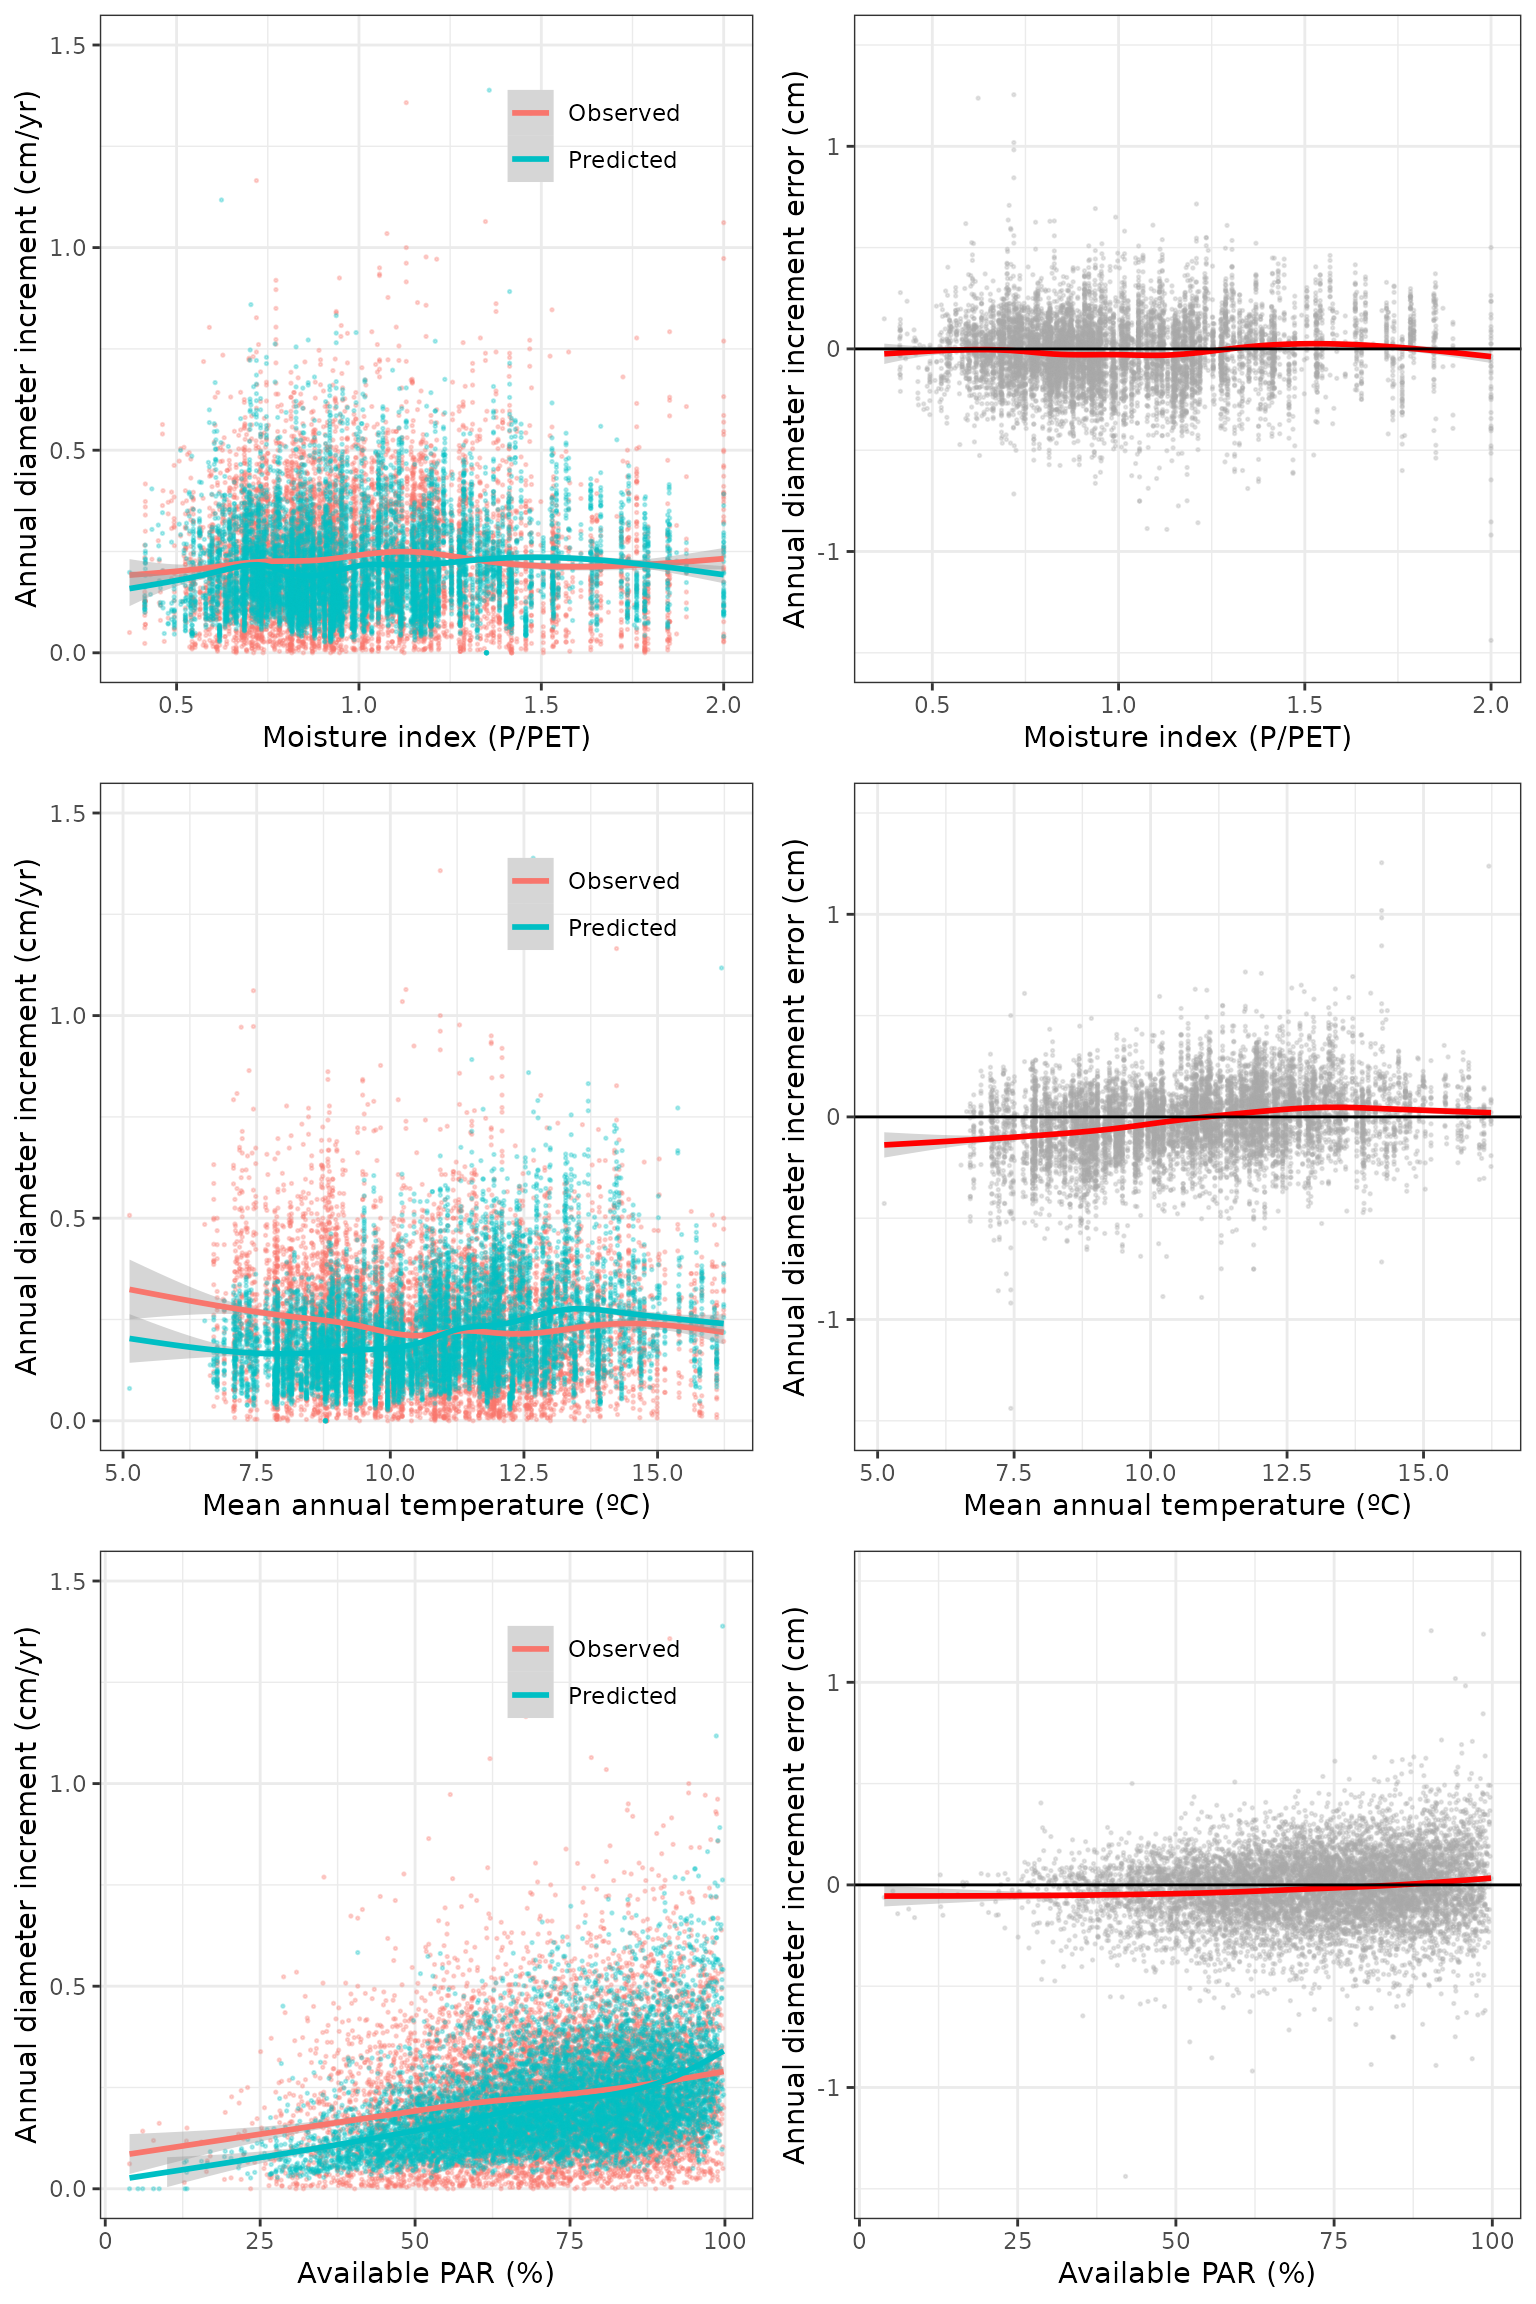 Annual diameter increment (cm/yr)
1.5
1.0
0.5
0.0
Observed
Predicted
0.5 1.0 1.5 2.0
Moisture index (P/PET)
Annual diameter increment error (cm)
1
0
-1
0.5 1.0 1.5 2.0
Moisture index (P/PET)
Annual diameter increment (cm/yr)
1.5
1.0
0.5
0.0
Observed
Predicted
5.0 7.5 10.0 12.5 15.0
Mean annual temperature (ºC)
Annual diameter increment error (cm)
1
0
-1
5.0 7.5 10.0 12.5 15.0
Mean annual temperature (ºC)
Annual diameter increment (cm/yr)
1.5
1.0
0.5
0.0
Observed
Predicted
0 25 50 75 100
Available PAR (%)
Annual diameter increment error (cm)
1
0
-1
0 25 50 75 100
Available PAR (%)